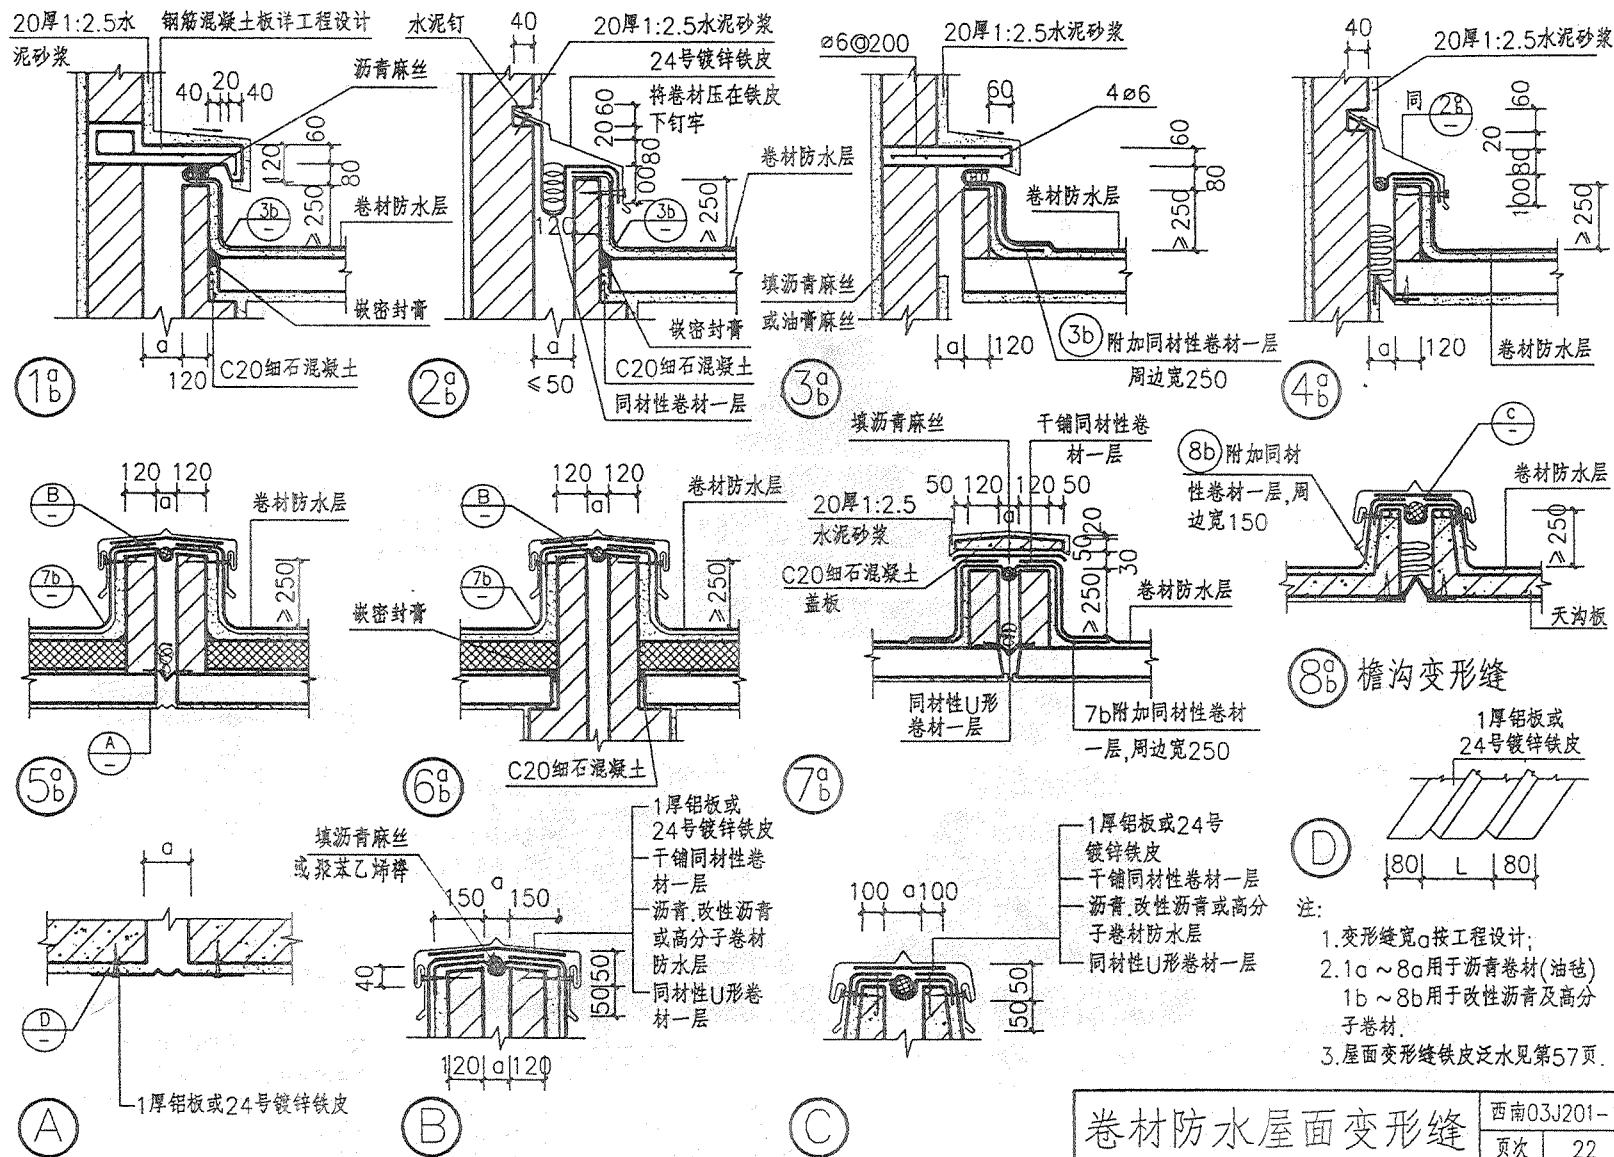 20厚1:2.5水
泥砂浆
钢筋混凝土板详工程设计
沥青麻丝
20
40
40
60
120
80
≥250
3b
-
卷材防水层
嵌密封膏
C20细石混凝土
a
120
1 a b
水泥钉
40
20厚1:2.5水泥砂浆
24号镀锌铁皮
将卷材压在铁皮
下钉牢
60
20
80
100
≥250
120
3b
-
卷材防水层
嵌密封膏
C20细石混凝土
同材性卷材一层
a
≤50
2 a b
ø6@200
20厚1:2.5水泥砂浆
60
4ø6
60
80
≥250
卷材防水层
填沥青麻丝
或油膏麻丝
a
120
3b 附加同材性卷材一层
周边宽250
3 a b
40
20厚1:2.5水泥砂浆
同
2 a b
-
60
20
80
100
≥250
a
120
卷材防水层
4 a b
120
120
a
B
-
卷材防水层
7b
-
≥250
A
-
5 a b
120
120
a
B
-
卷材防水层
7b
-
≥250
嵌密封膏
C20细石混凝土
6 a b
填沥青麻丝
干铺同材性卷
材一层
50
120
120
50
a
20厚1:2.5
水泥砂浆
20
50
30
≥250
C20细石混凝土
盖板
卷材防水层
同材性U形
卷材一层
7b附加同材性卷材
一层,周边宽250
7 a b
C
-
8b 附加同材
性卷材一层,周
边宽150
卷材防水层
≥250
天沟板
8 a b 檐沟变形缝
a
D
-
1厚铝板或24号镀锌铁皮
A
填沥青麻丝
或聚苯乙烯棒
1厚铝板或
24号镀锌铁皮
干铺同材性卷
材一层
沥青.改性沥青
或高分子卷材
防水层
同材性U形卷
材一层
a
150
150
40
50
50
120
a
120
B
1厚铝板或24号
镀锌铁皮
干铺同材性卷材一层
沥青.改性沥青或高分
子卷材防水层
同材性U形卷材一层
100
a
100
50
50
C
1厚铝板或
24号镀锌铁皮
80
L
80
D
注:
1.变形缝宽a按工程设计;
2.1a～8a用于沥青卷材(油毡)
1b～8b用于改性沥青及高分
子卷材.
3.屋面变形缝铁皮泛水见第57页.
卷材防水屋面变形缝
西南03J201-
页次
22